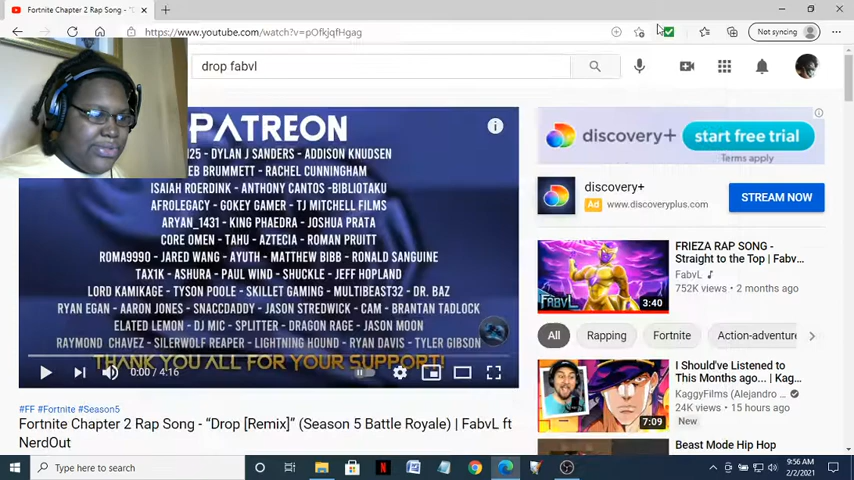 Fortnite Chapter 2 Rap Song - "D
https://www.youtube.com/watch?v=pOfkjqfHgag
Not syncing
drop fabvl
PATREON
25 - DYLAN J SANDERS - ADDISON KNUDSEN
EB BRUMMETT - RACHEL CUNNINGHAM
ISAIAH ROERDINK - ANTHONY CANTOS -BIBLIOTAKU
AFROLEGACY - GOKEY GAMER - TJ MITCHELL FILMS
ARYAN_1431 - KING PHAEDRA - JOSHUA PRATA
CORE OMEN - TAHU - AZTECIA - ROMAN PRUITT
ROMA9990 - JARED WANG - AYUTH - MATTHEW BIBB - RONALD SANGUINE
TAX1K - ASHURA - PAUL WIND - SHUCKLE - JEFF HOPLAND
LORD KAMIKAGE - TYSON POOLE - SKILLET GAMING - MULTIBEAST32 - DR. BAZ
RYAN EGAN - AARON JONES - SNACCDADDY - JASON STREDWICK - CAM - BRANTAN TADLOCK
ELATED LEMON - DJ MIC - SPLITTER - DRAGON RAGE - JASON MOON
RAYMOND CHAVEZ - SILERWOLF REAPER - LIGHTNING HOUND - RYAN DAVIS - TYLER GIBSON
THANK YOU ALL FOR YOUR SUPPORT!
0:00 / 4:16
#FF #Fortnite #Season5
Fortnite Chapter 2 Rap Song - "Drop [Remix]" (Season 5 Battle Royale) | FabvL ft
NerdOut
discovery+
start free trial
Terms apply
discovery+
Ad www.discoveryplus.com
STREAM NOW
FABVL
3:40
FRIEZA RAP SONG -
Straight to the Top | Fabv...
FabvL ♪
752K views • 2 months ago
All
Rapping
Fortnite
Action-adventure
7:09
I Should've Listened to
This Months ago... | Kag...
KaggyFilms (Alejandro ...
24K views • 15 hours ago
New
Beast Mode Hip Hop
Type here to search
9:56 AM
2/2/2021